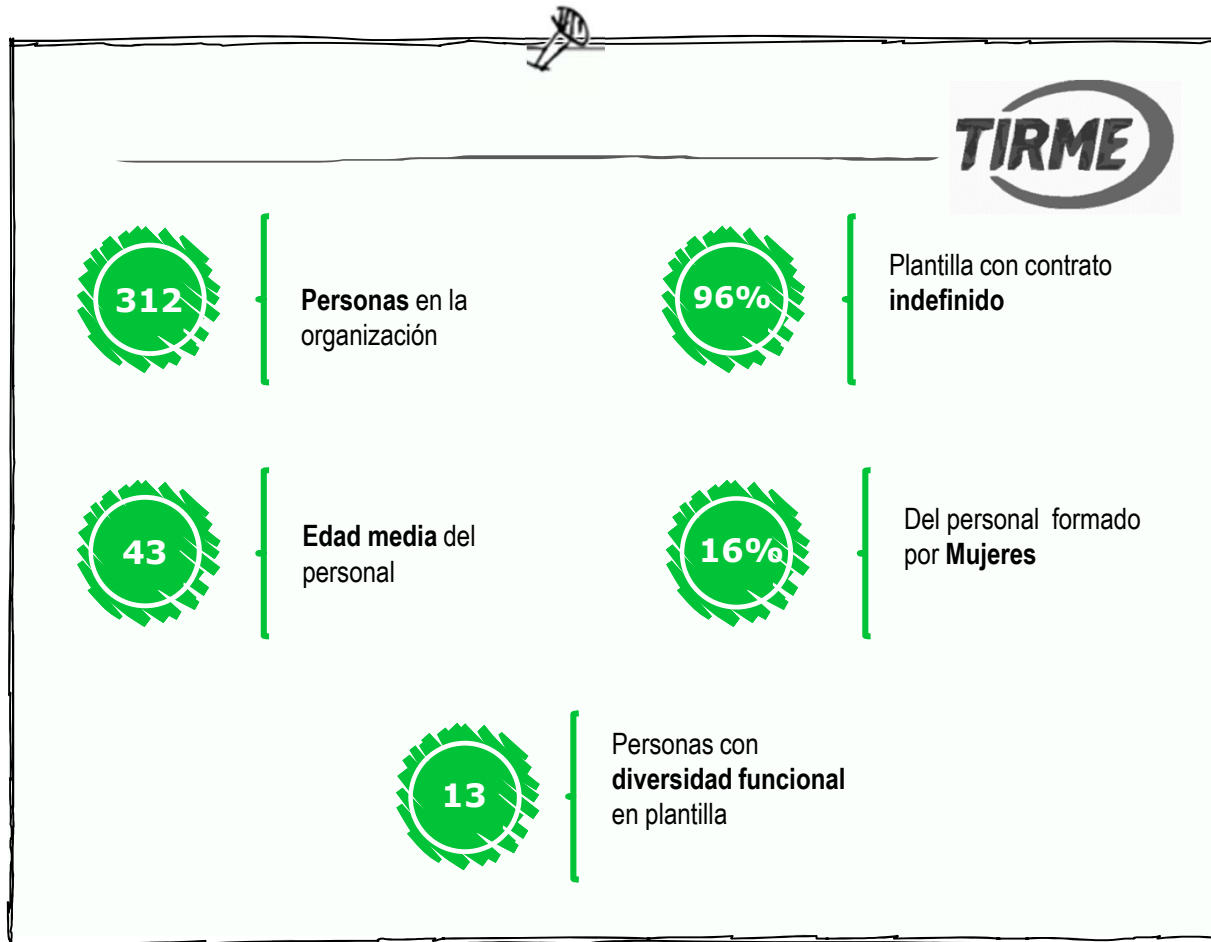 TIRME
312
Personas en la
organización
96%
Plantilla con contrato
indefinido
43
Edad media del
personal
16%
Del personal formado
por Mujeres
13
Personas con
diversidad funcional
en plantilla